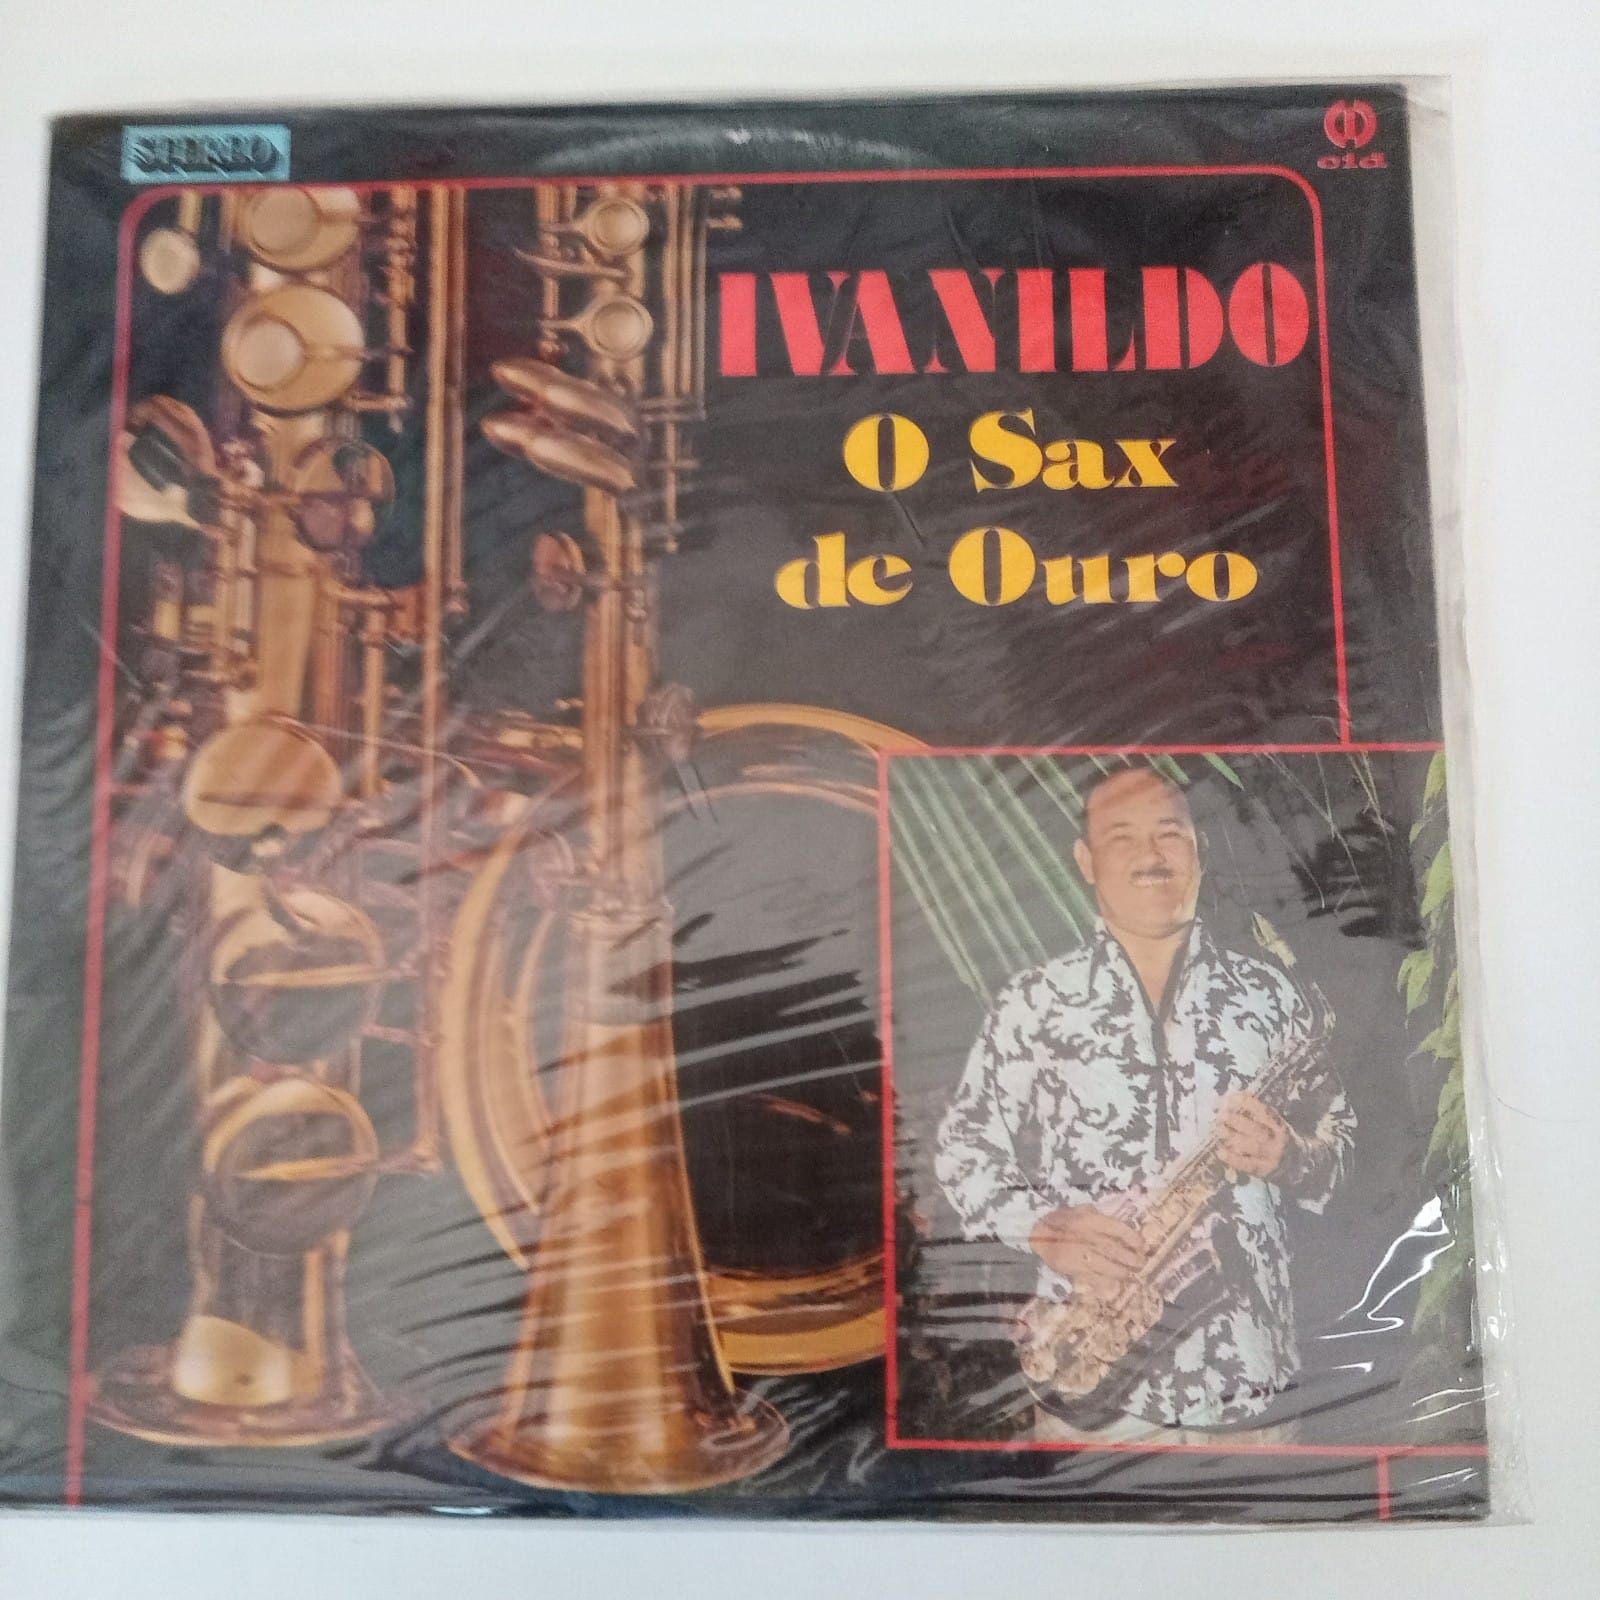 STEREO
cid
IVANILDO
O Sax
de Ouro